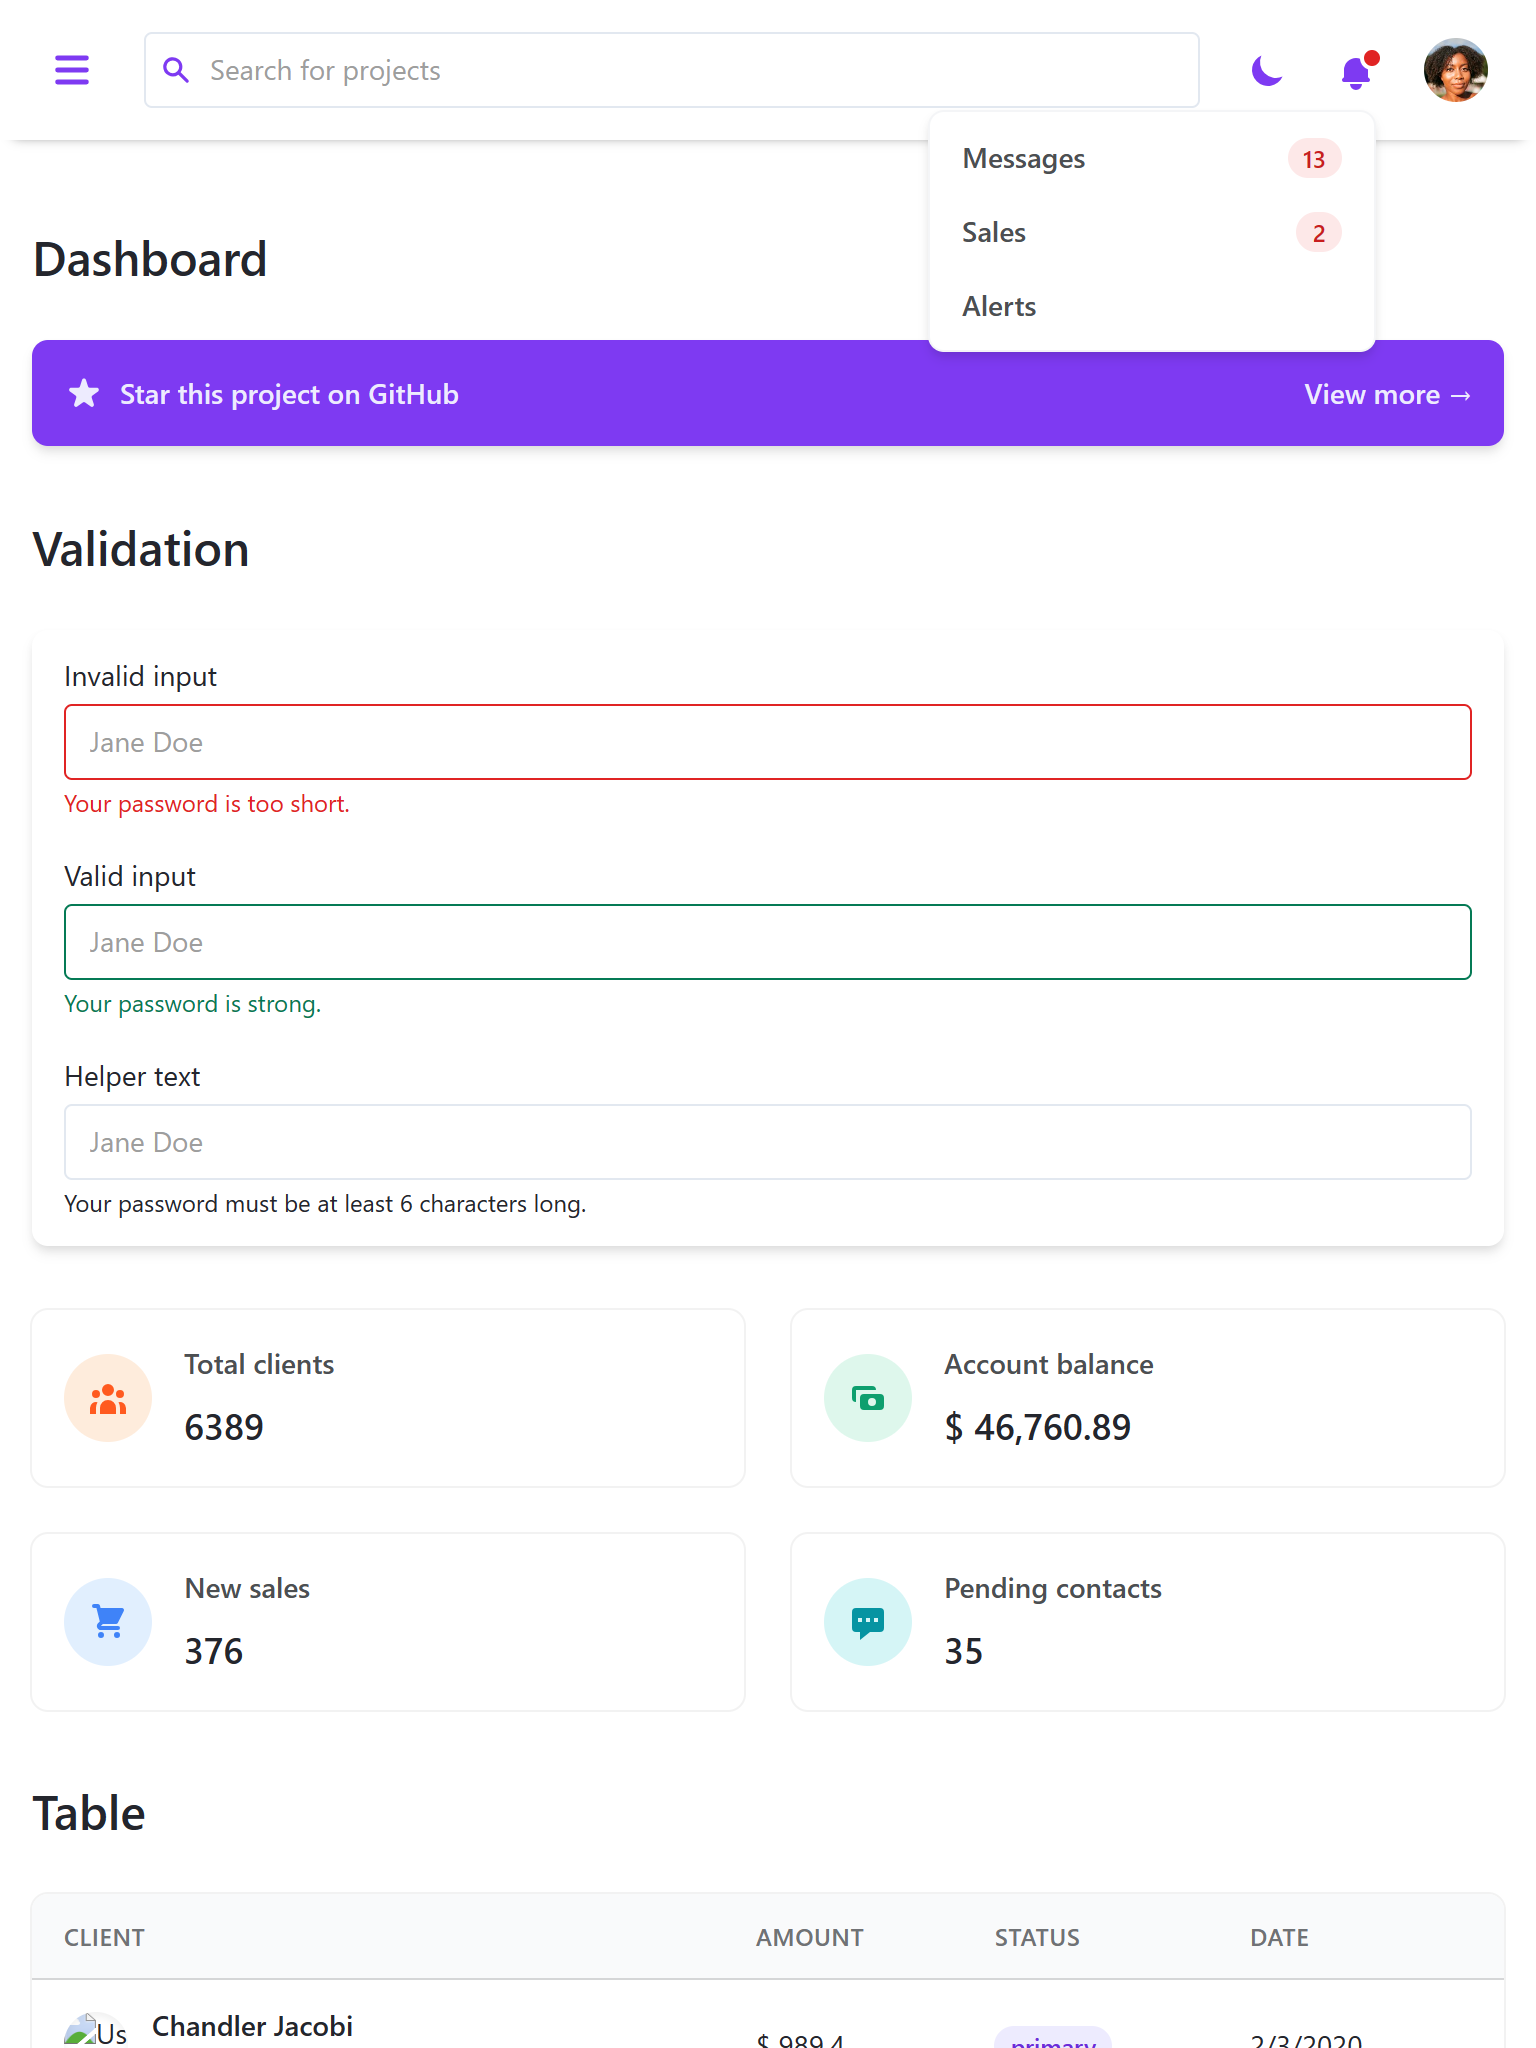 Search for projects
Messages 13
Sales 2
Alerts
Dashboard
Star this project on GitHub View more →
Validation
Invalid input
Jane Doe
Your password is too short.
Valid input
Jane Doe
Your password is strong.
Helper text
Jane Doe
Your password must be at least 6 characters long.
Total clients
6389
Account balance
$ 46,760.89
New sales
376
Pending contacts
35
Table
CLIENT AMOUNT STATUS DATE
Us Chandler Jacobi
$ 989.4 primary 2/3/2020